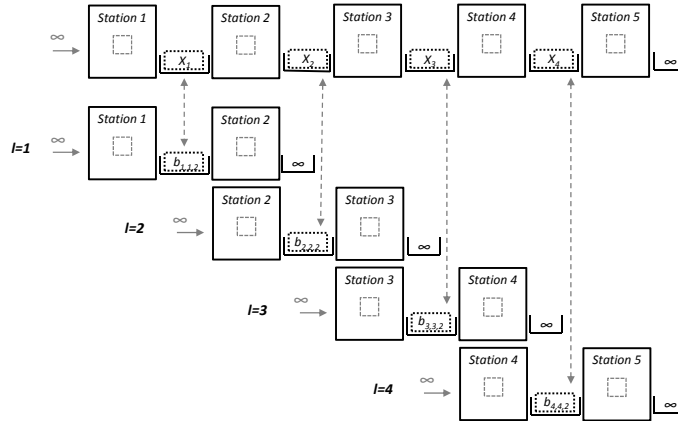 Station 1 Station 2 Station 3 Station 4 Station 5
∞ X1 X2 X3 X4 ∞
Station 1 Station 2
l=1 ∞ b1,1,2 ∞
Station 2 Station 3
l=2 ∞ b2,2,2 ∞
Station 3 Station 4
l=3 ∞ b3,3,2 ∞
Station 4 Station 5
l=4 ∞ b4,4,2 ∞